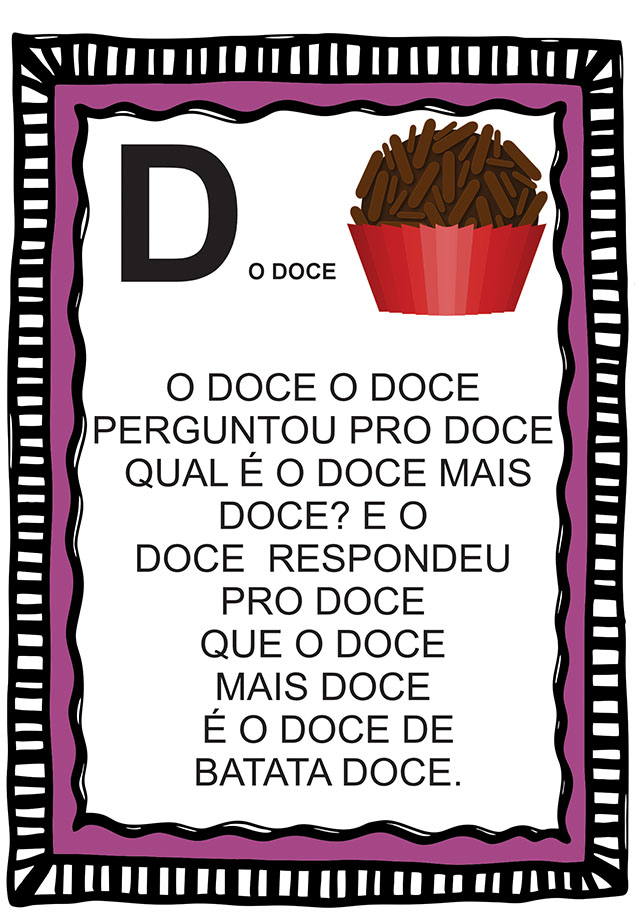 D O DOCE
O DOCE O DOCE
PERGUNTOU PRO DOCE
QUAL É O DOCE MAIS
DOCE? E O
DOCE RESPONDEU
PRO DOCE
QUE O DOCE
MAIS DOCE
É O DOCE DE
BATATA DOCE.